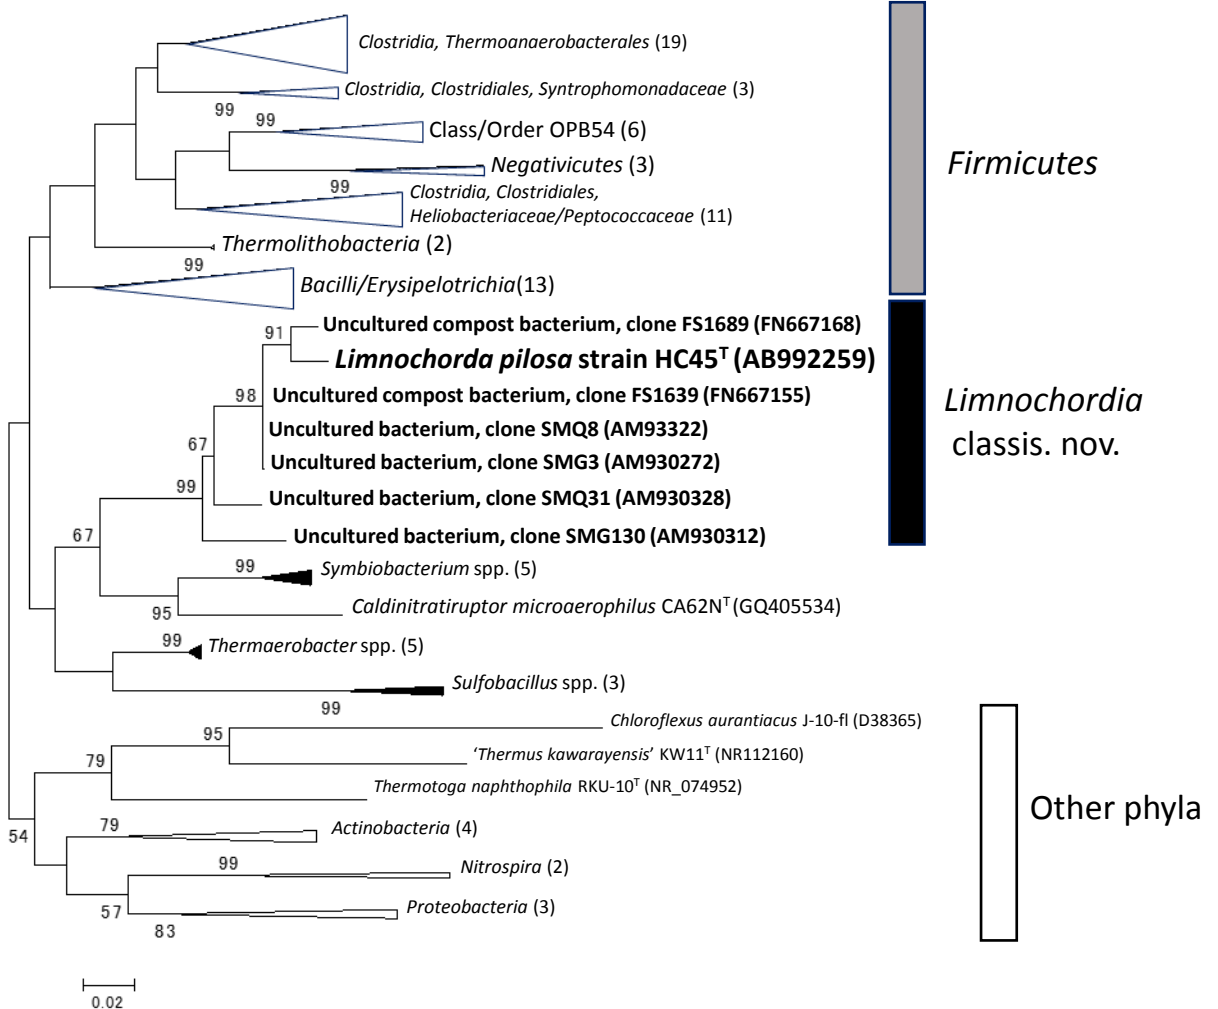 Clostridia, Thermoanaerobacterales (19)
Clostridia, Clostridiales, Syntrophomonadaceae (3)
99
99
Class/Order OPB54 (6)
Negativicutes (3)
Firmicutes
99
Clostridia, Clostridiales,
Heliobacteriaceae/Peptococcaceae (11)
Thermolithobacteria (2)
99
Bacilli/Erysipelotrichia(13)
Uncultured compost bacterium, clone FS1689 (FN667168)
91
Limnochorda pilosa strain HC45T (AB992259)
98
Uncultured compost bacterium, clone FS1639 (FN667155)
Limnochordia
classis. nov.
Uncultured bacterium, clone SMQ8 (AM93322)
67
Uncultured bacterium, clone SMG3 (AM930272)
99
Uncultured bacterium, clone SMQ31 (AM930328)
67
Uncultured bacterium, clone SMG130 (AM930312)
99
Symbiobacterium spp. (5)
95
Caldinitratiruptor microaerophilus CA62NT (GQ405534)
99
Thermaerobacter spp. (5)
Sulfobacillus spp. (3)
99
Chloroflexus aurantiacus J-10-fl (D38365)
95
‘Thermus kawarayensis’ KW11T (NR112160)
79
Thermotoga naphthophila RKU-10T (NR_074952)
Other phyla
54
79
Actinobacteria (4)
99
Nitrospira (2)
57
Proteobacteria (3)
83
0.02